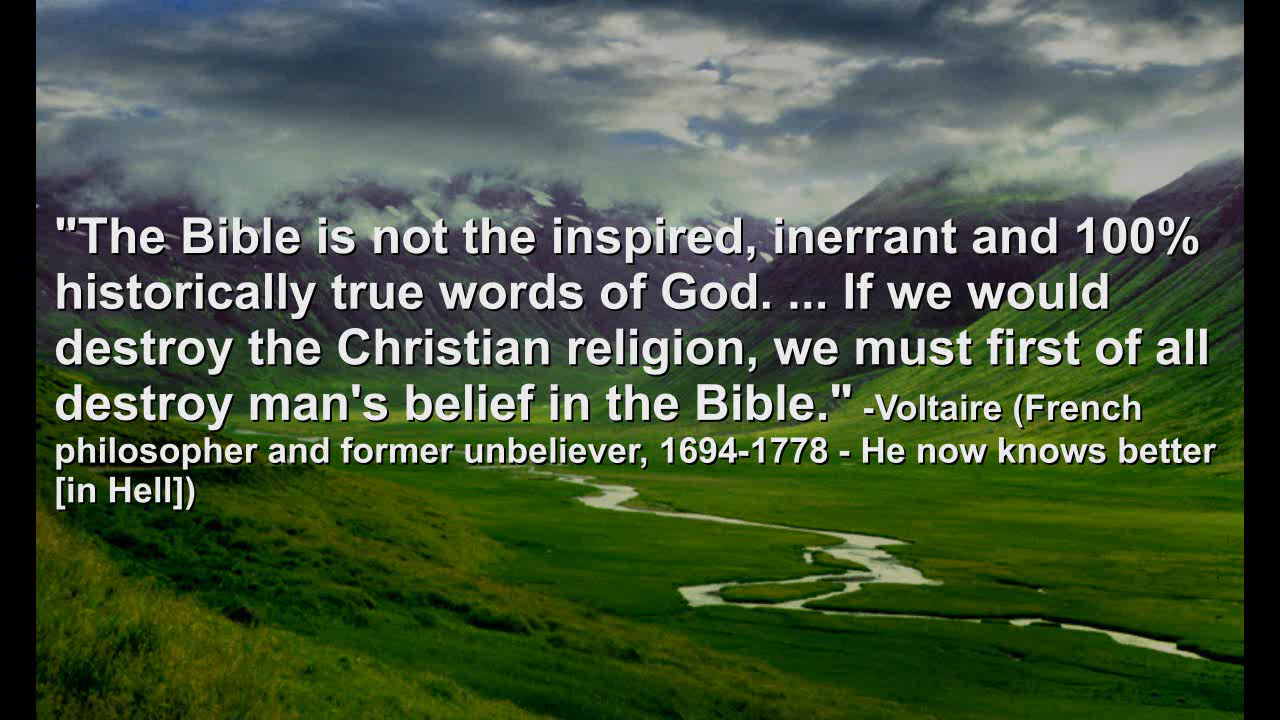 "The Bible is not the inspired, inerrant and 100%
historically true words of God. ... If we would
destroy the Christian religion, we must first of all
destroy man's belief in the Bible." -Voltaire (French
philosopher and former unbeliever, 1694-1778 - He now knows better
[in Hell])